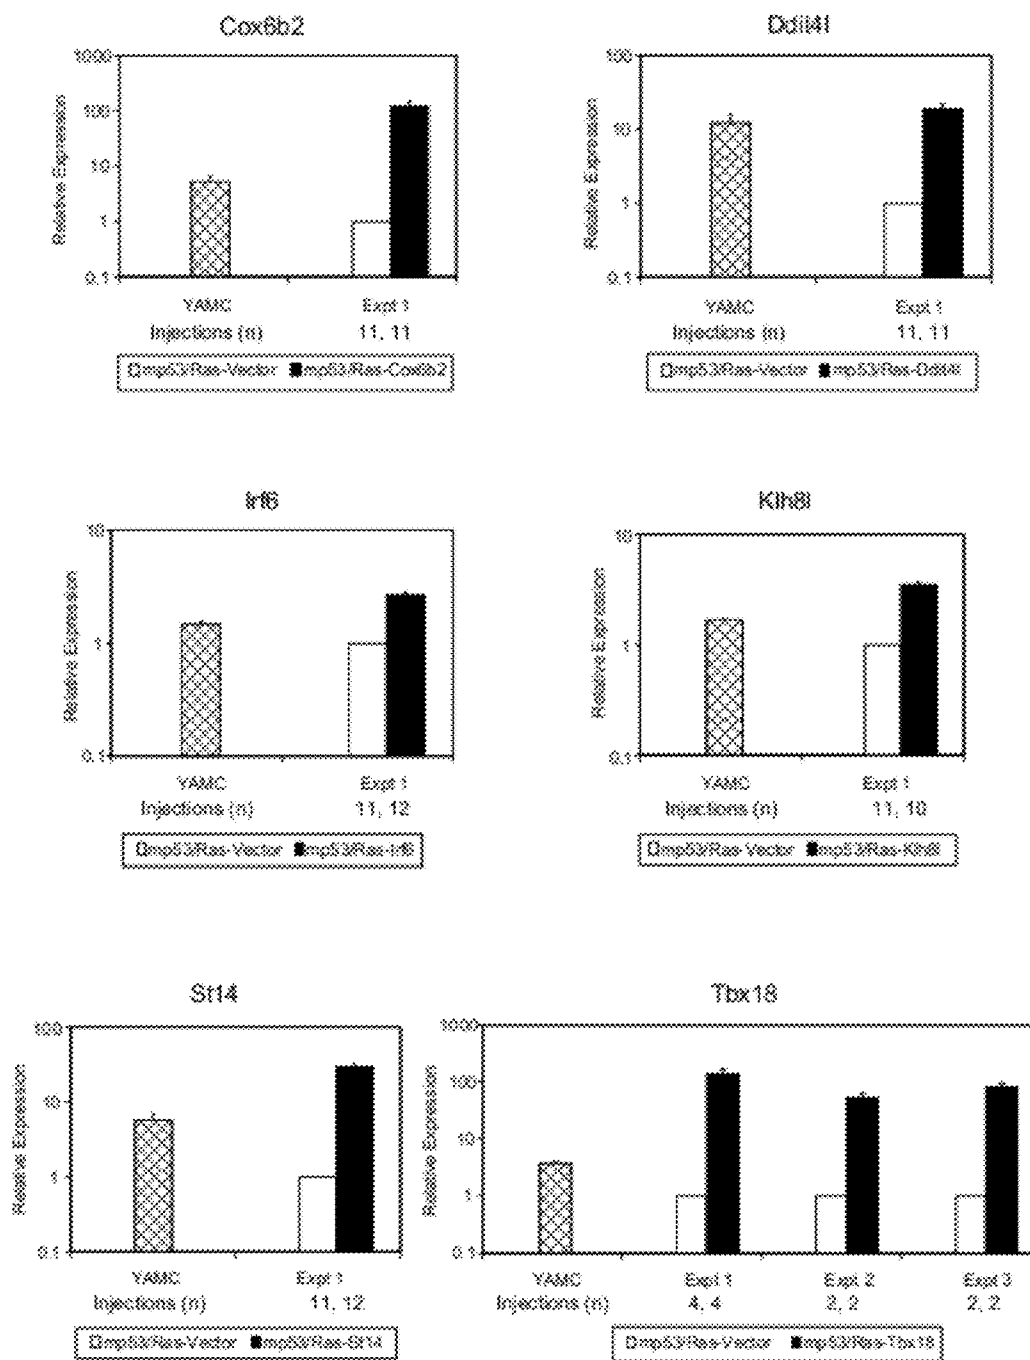 Cox6b2
1000
100
10
1
0.1
Relative Expression
YAMC Expt 1
Injections (n) 11, 11
mp53/Ras-Vector mp53/Ras-Cox6b2
Ddit4l
100
10
1
0.1
Relative Expression
YAMC Expt 1
Injections (n) 11, 11
mp53/Ras-Vector mp53/Ras-Ddit4l
Irf6
10
1
0.1
Relative Expression
YAMC Expt 1
Injections (n) 11, 12
mp53/Ras-Vector mp53/Ras-Irf6
Klh8l
10
1
0.1
Relative Expression
YAMC Expt 1
Injections (n) 11, 10
mp53/Ras-Vector mp53/Ras-Klh8l
St14
100
10
1
0.1
Relative Expression
YAMC Expt 1
Injections (n) 11, 12
mp53/Ras-Vector mp53/Ras-St14
Tbx18
1000
100
10
1
0.1
Relative Expression
YAMC Expt 1 Expt 2 Expt 3
Injections (n) 4, 4 2, 2
mp53/Ras-Vector mp53/Ras-Tbx18